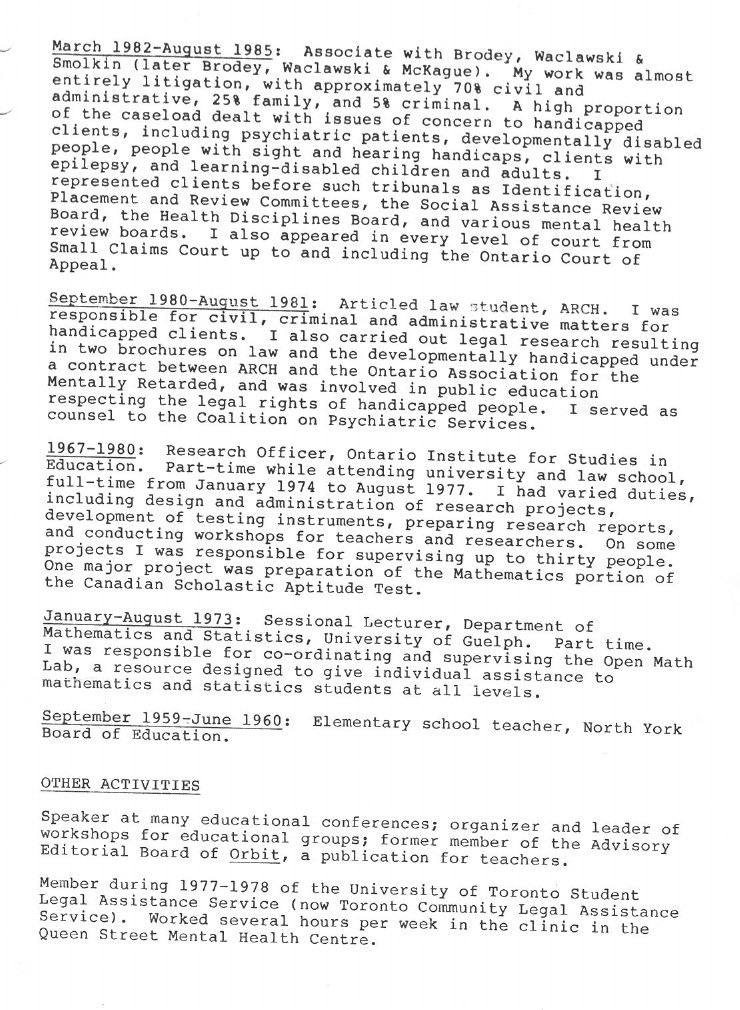 March 1982-August 1985:  Associate with Brodey, Waclawski &
Smolkin (later Brodey, Waclawski & McKague).  My work was almost
entirely litigation, with approximately 70% civil and
administrative, 25% family, and 5% criminal.  A high proportion
of the caseload dealt with issues of concern to handicapped
clients, including psychiatric patients, developmentally disabled
people, people with sight and hearing handicaps, clients with
epilepsy, and learning-disabled children and adults.  I
represented clients before such tribunals as Identification,
Placement and Review Committees, the Social Assistance Review
Board, the Health Disciplines Board, and various mental health
review boards.  I also appeared in every level of court from
Small Claims Court up to and including the Ontario Court of
Appeal.

September 1980-August 1981:  Articled law student, ARCH.  I was
responsible for civil, criminal and administrative matters for
handicapped clients.  I also carried out legal research resulting
in two brochures on law and the developmentally handicapped under
a contract between ARCH and the Ontario Association for the
Mentally Retarded, and was involved in public education
respecting the legal rights of handicapped people.  I served as
counsel to the Coalition on Psychiatric Services.

1967-1980:  Research Officer, Ontario Institute for Studies in
Education.  Part-time while attending university and law school,
full-time from January 1974 to August 1977.  I had varied duties,
including design and administration of research projects,
development of testing instruments, preparing research reports,
and conducting workshops for teachers and researchers.  On some
projects I was responsible for supervising up to thirty people.
One major project was preparation of the Mathematics portion of
the Canadian Scholastic Aptitude Test.

January-August 1973:  Sessional Lecturer, Department of
Mathematics and Statistics, University of Guelph.  Part time.
I was responsible for co-ordinating and supervising the Open Math
Lab, a resource designed to give individual assistance to
mathematics and statistics students at all levels.

September 1959-June 1960:  Elementary school teacher, North York
Board of Education.

OTHER ACTIVITIES

Speaker at many educational conferences; organizer and leader of
workshops for educational groups; former member of the Advisory
Editorial Board of Orbit, a publication for teachers.

Member during 1977-1978 of the University of Toronto Student
Legal Assistance Service (now Toronto Community Legal Assistance
Service).  Worked several hours per week in the clinic in the
Queen Street Mental Health Centre.